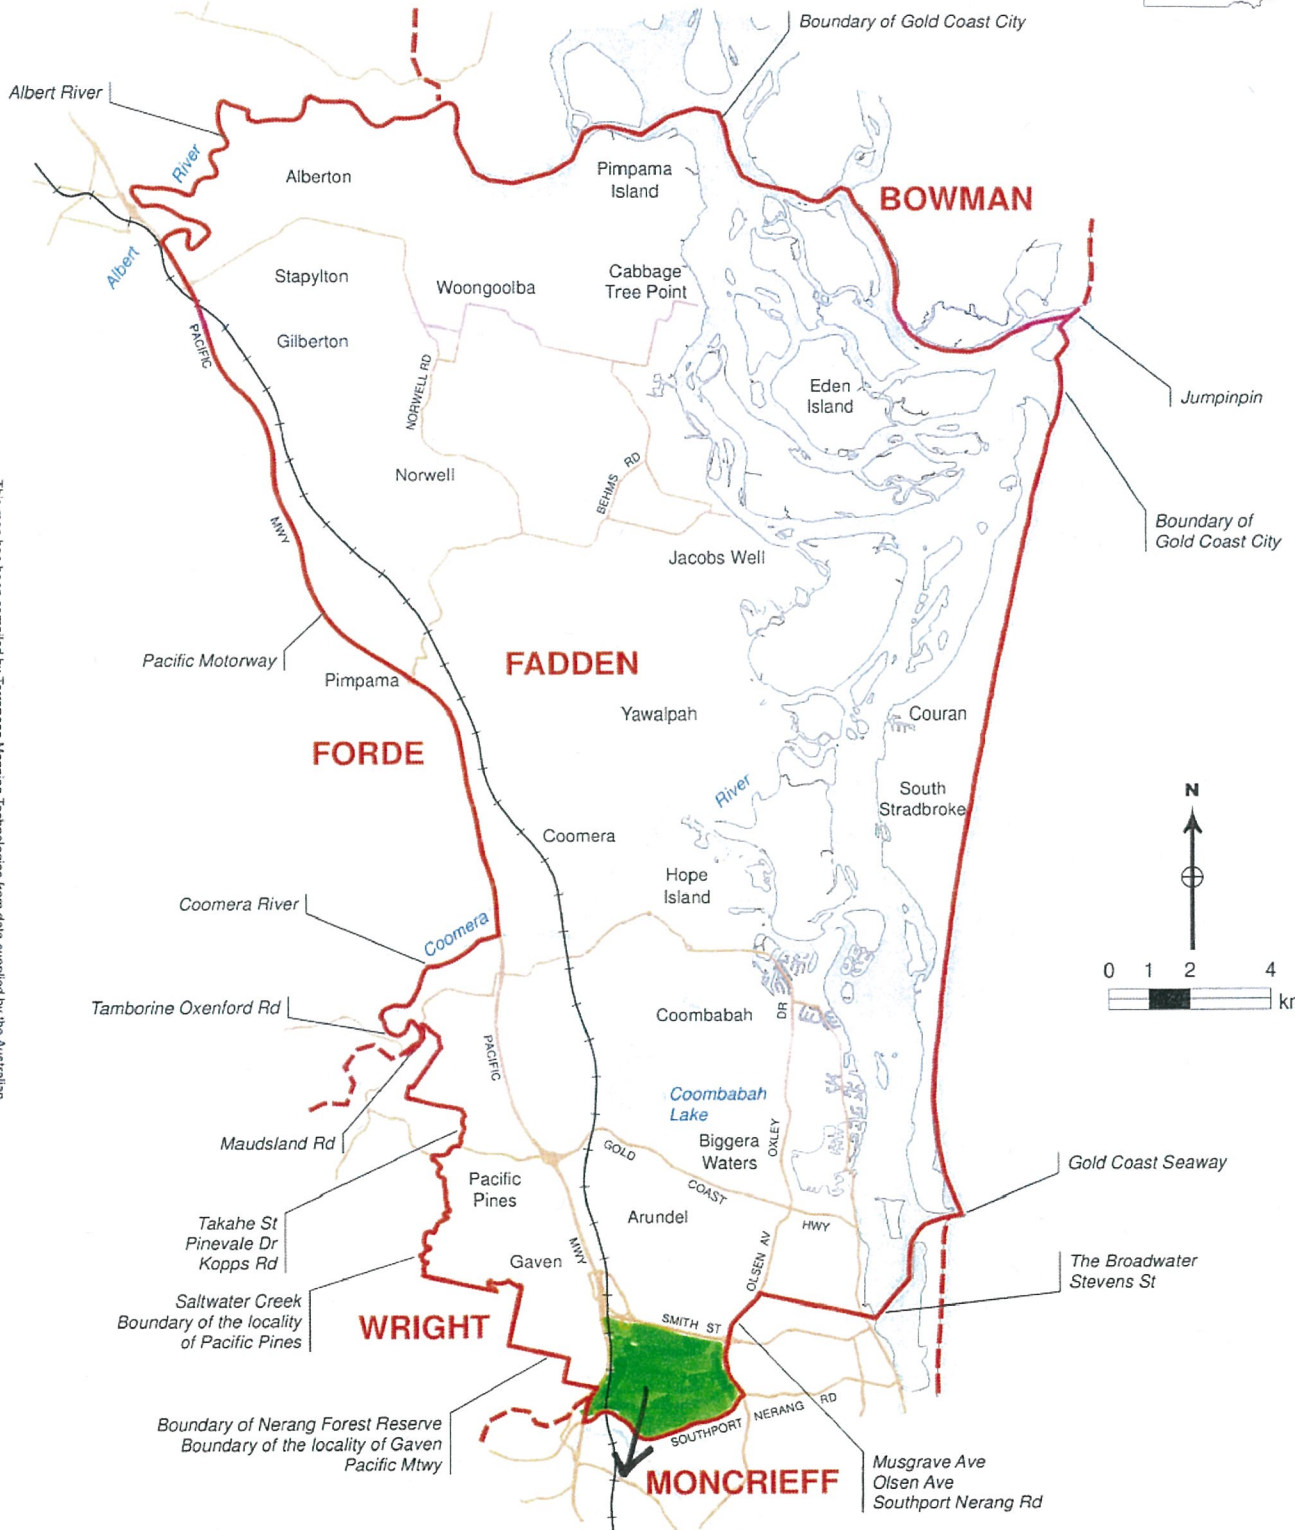 Boundary of Gold Coast City
Albert River
River
Alberton
Pimpama
Island
BOWMAN
Albert
Stapylton
Woongoolba
Cabbage
Tree Point
Gilberton
PACIFIC
NORWELL RD
Eden
Island
Jumpinpin
Norwell
BEHMS RD
MWY
Boundary of
Gold Coast City
Jacobs Well
Pacific Motorway
Pimpama
FADDEN
Yawalpah
Couran
FORDE
River
South
Stradbroke
N
Coomera
Hope
Island
Coomera River
Coomera
0 1 2 4
Tamborine Oxenford Rd
Coombabah
DR
PACIFIC
Coombabah
Lake
Maudsland Rd
GOLD
COAST
HWY
Biggera
Waters
OXLEY
Gold Coast Seaway
Pacific
Pines
Arundel
Takahe St
Pinevale Dr
Kopps Rd
MWY
Gaven
OLSEN AV
The Broadwater
Stevens St
Saltwater Creek
Boundary of the locality
of Pacific Pines
WRIGHT
SMITH ST
SOUTHPORT NERANG RD
Boundary of Nerang Forest Reserve
Boundary of the locality of Gaven
Pacific Mtwy
MONCRIEFF
Musgrave Ave
Olsen Ave
Southport Nerang Rd